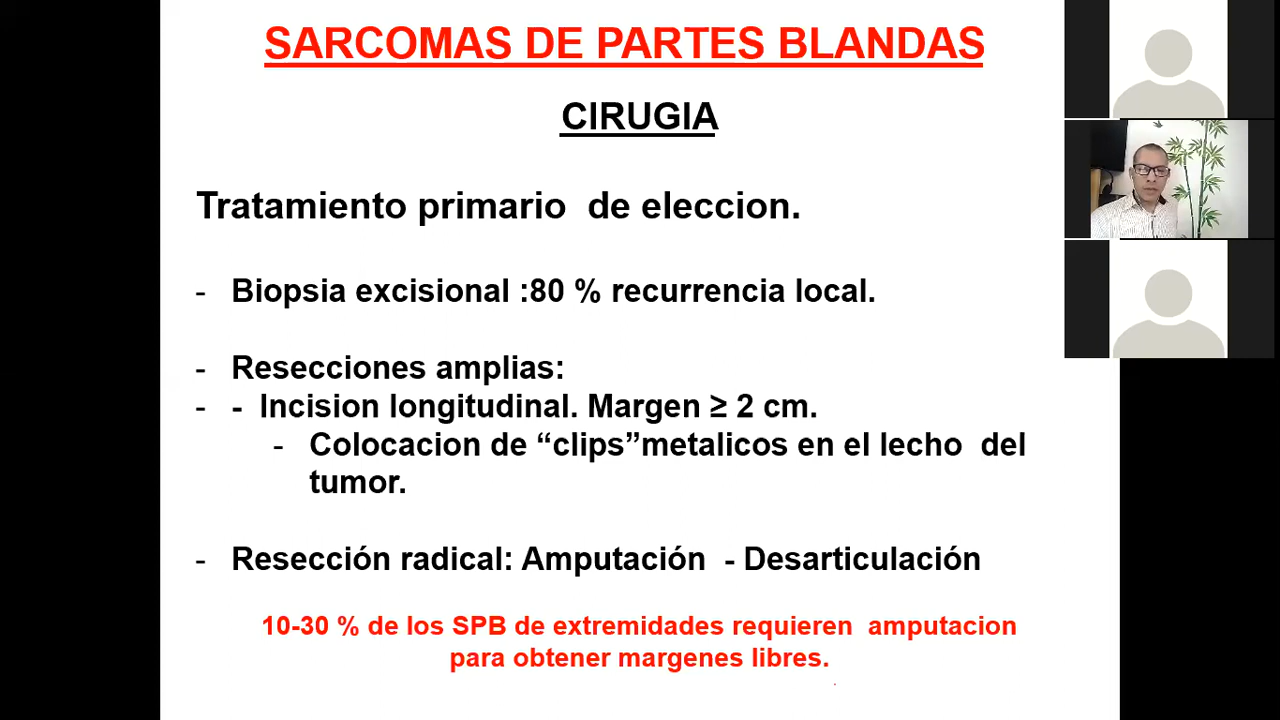 SARCOMAS DE PARTES BLANDAS
CIRUGIA
Tratamiento primario de eleccion.
- Biopsia excisional :80 % recurrencia local.
- Resecciones amplias:
- - Incision longitudinal. Margen ≥ 2 cm.
- Colocacion de “clips”metalicos en el lecho del
tumor.
- Resección radical: Amputación - Desarticulación
10-30 % de los SPB de extremidades requieren amputacion
para obtener margenes libres.